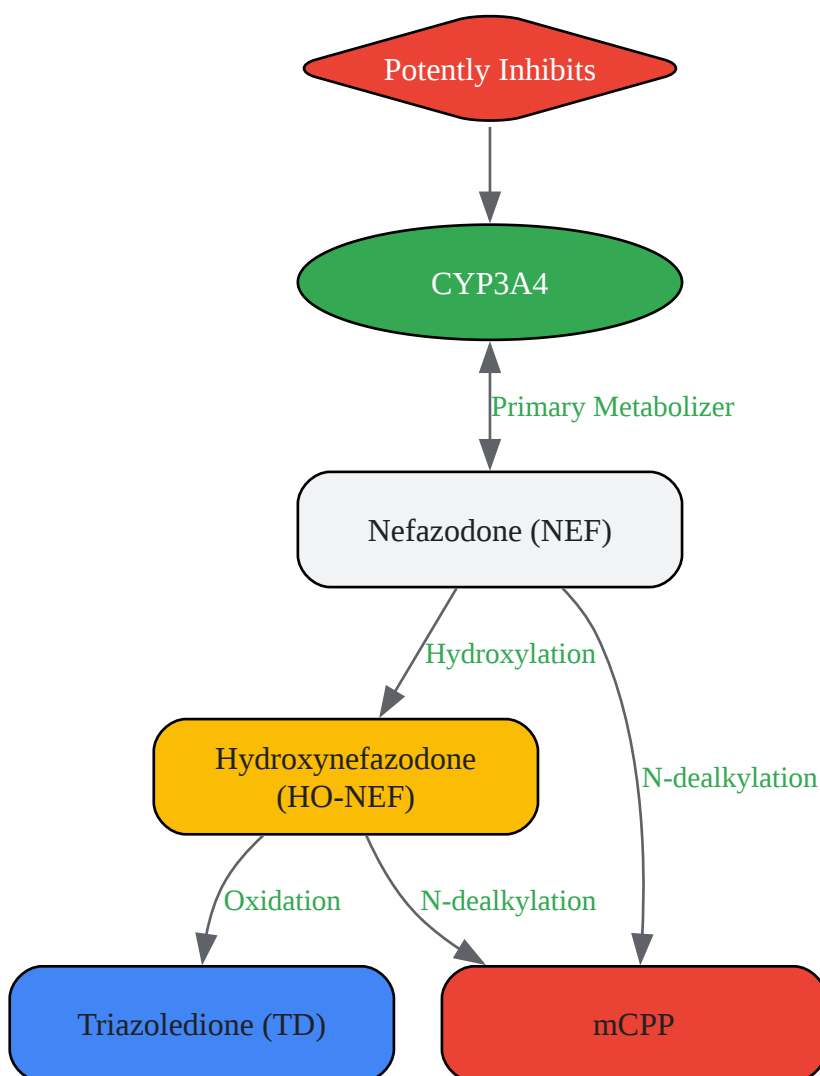 Potently Inhibits
CYP3A4
Primary Metabolizer
Nefazodone (NEF)
Hydroxylation
Hydroxynefazodone
(HO-NEF)
N-dealkylation
Oxidation
N-dealkylation
Triazoledione (TD)
mCPP